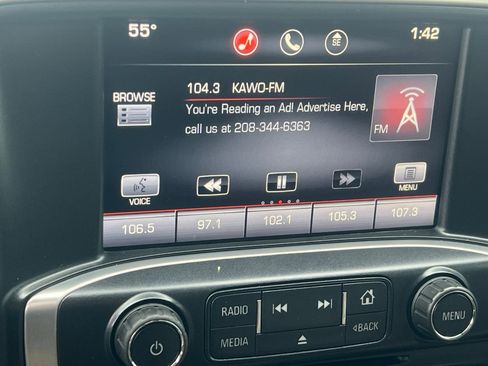 55°
SE
1:42
BROWSE
104.3 KAWO-FM
You're Reading an Ad! Advertise Here,
call us at 208-344-6363
FM
VOICE
MENU
106.5
97.1
102.1
105.3
107.3
RADIO
MEDIA
BACK
MENU